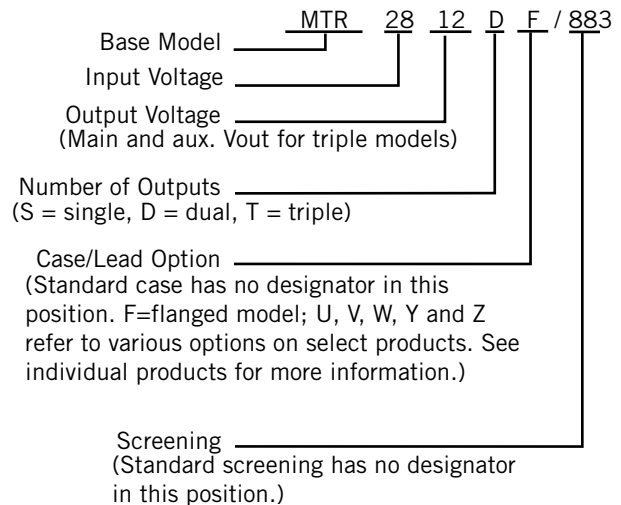 MTR 28 12 D F / 883
Base Model
Input Voltage
Output Voltage
(Main and aux. Vout for triple models)
Number of Outputs
(S = single, D = dual, T = triple)
Case/Lead Option
(Standard case has no designator in this
position. F=flanged model; U, V, W, Y and Z
refer to various options on select products. See
individual products for more information.)
Screening
(Standard screening has no designator
in this position.)